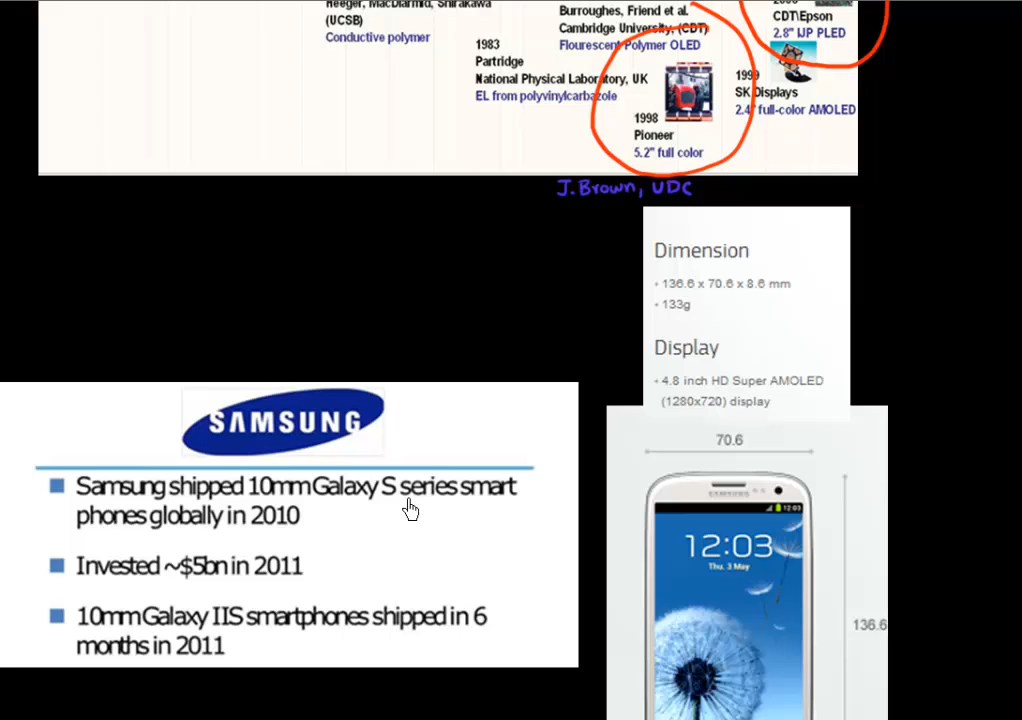 Heeger, MacDiarmid, Shirakawa
(UCSB)
Conductive polymer
1983
Partridge
National Physical Laboratory, UK
EL from polyvinylcarbazole
Burroughes, Friend et al.
Cambridge University, (CDT)
Flourescent Polymer OLED
1998
Pioneer
5.2" full color
CDT\Epson
2.8" IJP PLED
1999
SK Displays
2.4" full-color AMOLED
J. Brown, UDC
Dimension
• 136.6 x 70.6 x 8.6 mm
• 133g
Display
• 4.8 inch HD Super AMOLED
(1280x720) display
SAMSUNG
Samsung shipped 10mm Galaxy S series smart
phones globally in 2010
Invested ~$5bn in 2011
10mm Galaxy IIS smartphones shipped in 6
months in 2011
70.6
SAMSUNG
12:03
12:03
Thu. 3 May
136.6